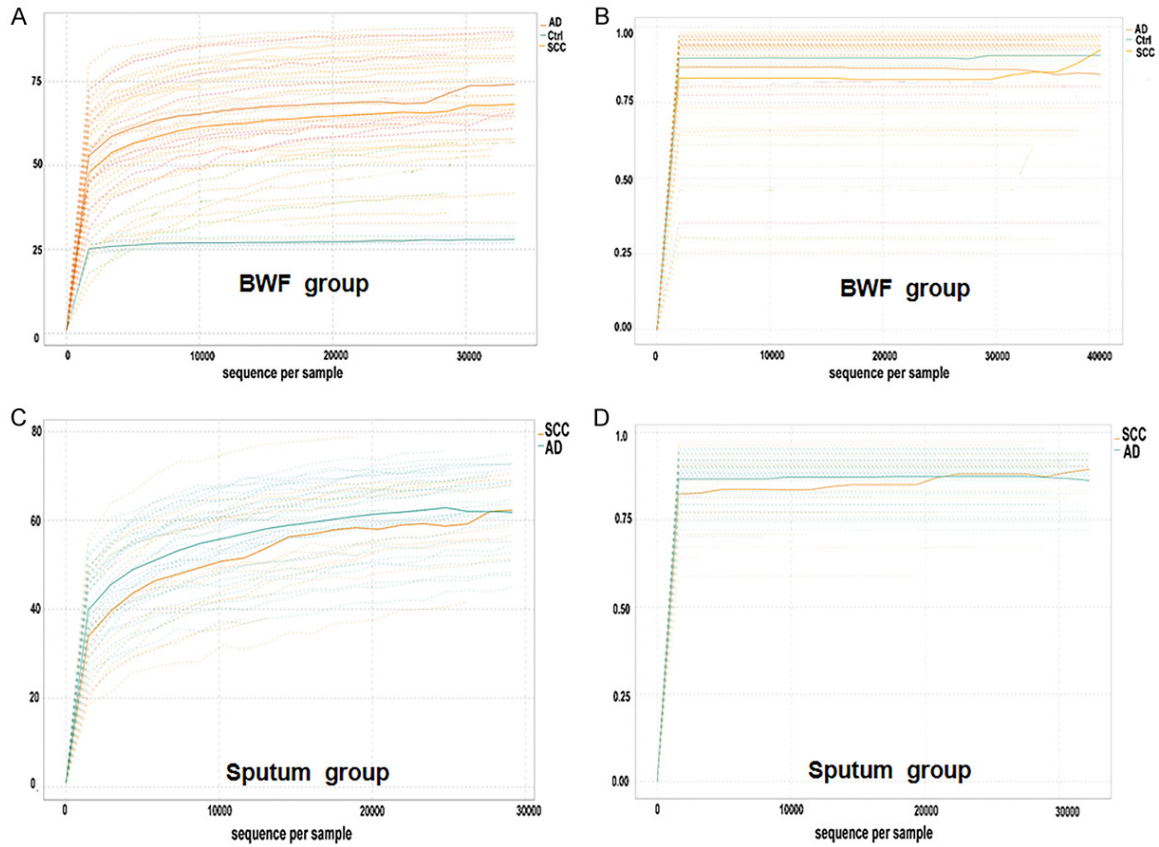 A
AD
Ctrl
SCC
75
50
25
0
BWF group
0 10000 20000 30000
sequence per sample
B
AD
Ctrl
SCC
1.00
0.75
0.50
0.25
0.00
BWF group
0 10000 20000 30000 40000
sequence per sample
C
SCC
AD
80
60
40
20
0
Sputum group
0 10000 20000 30000
sequence per sample
D
SCC
AD
1.0
0.75
0.50
0.25
0.00
Sputum group
0 10000 20000 30000
sequence per sample